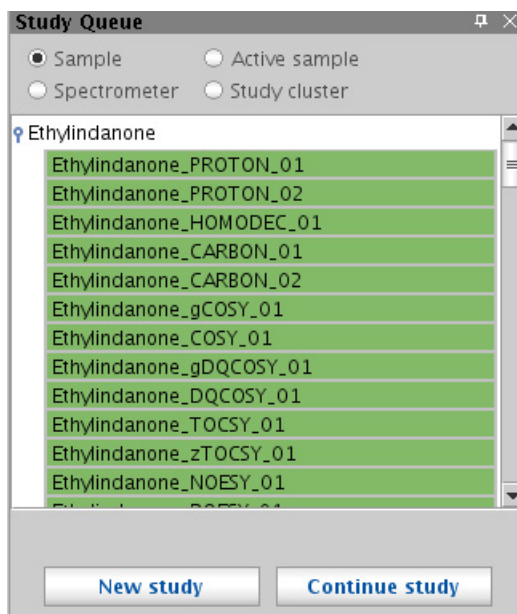 Study Queue
Sample
Active sample
Spectrometer
Study cluster
Ethylindanone
Ethylindanone_PROTON_01
Ethylindanone_PROTON_02
Ethylindanone_HOMODEC_01
Ethylindanone_CARBON_01
Ethylindanone_CARBON_02
Ethylindanone_gCOSY_01
Ethylindanone_COSY_01
Ethylindanone_gDQCOSY_01
Ethylindanone_DQCOSY_01
Ethylindanone_TOCSY_01
Ethylindanone_zTOCSY_01
Ethylindanone_NOESY_01
New study
Continue study